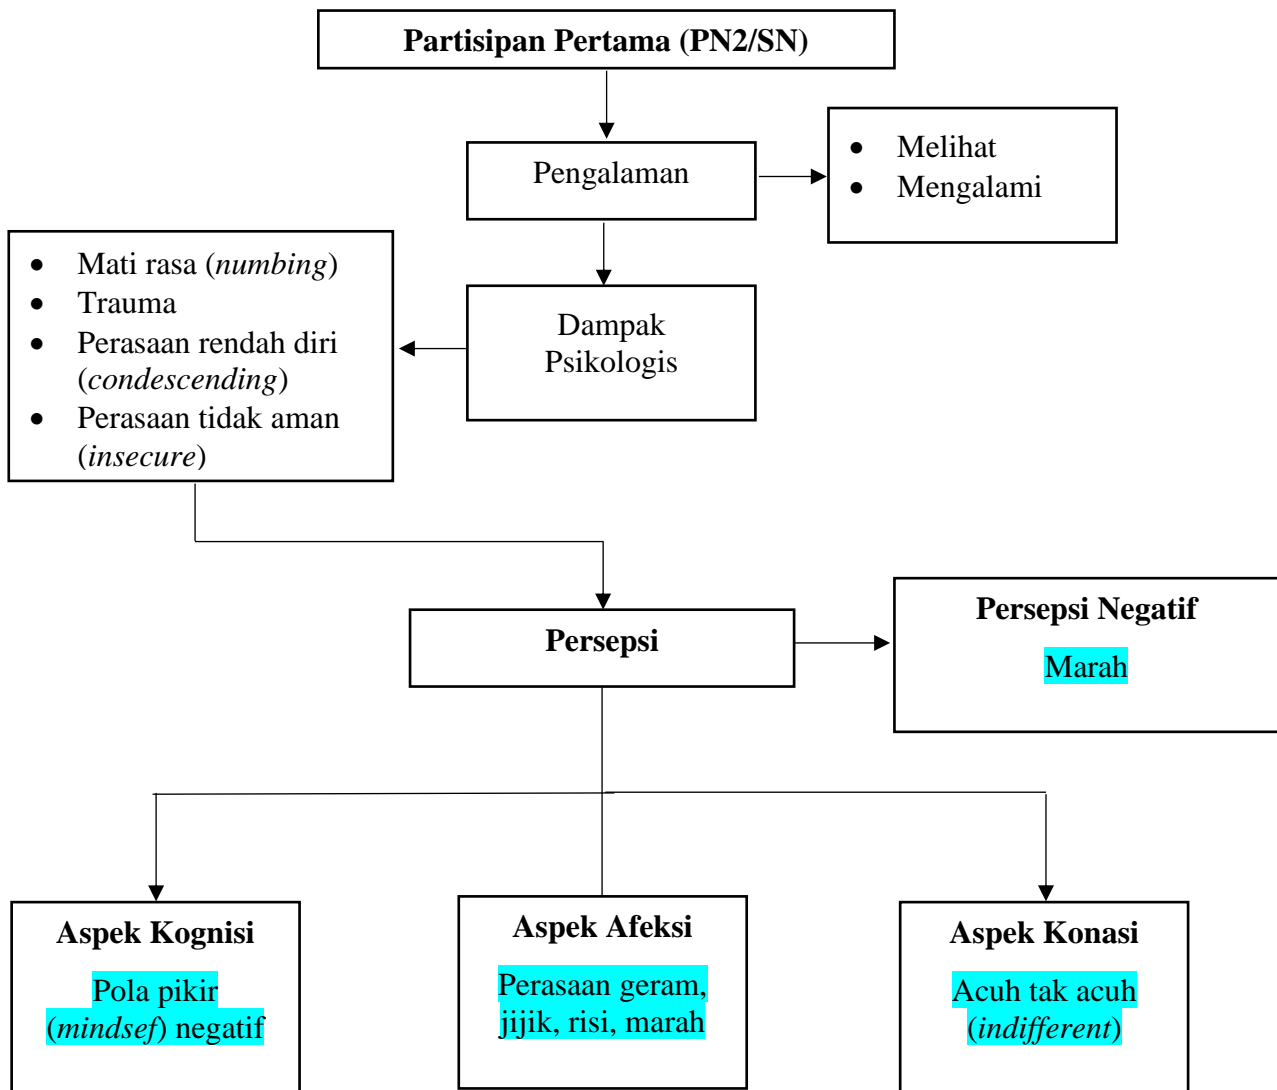 Partisipan Pertama (PN2/SN)
Pengalaman
• Melihat
• Mengalami
• Mati rasa (numbing)
• Trauma
• Perasaan rendah diri
(condescending)
• Perasaan tidak aman
(insecure)
Dampak
Psikologis
Persepsi
Persepsi Negatif
Marah
Aspek Kognisi
Pola pikir
(mindsef) negatif
Aspek Afeksi
Perasaan geram,
jijik, risi, marah
Aspek Konasi
Acuh tak acuh
(indifferent)